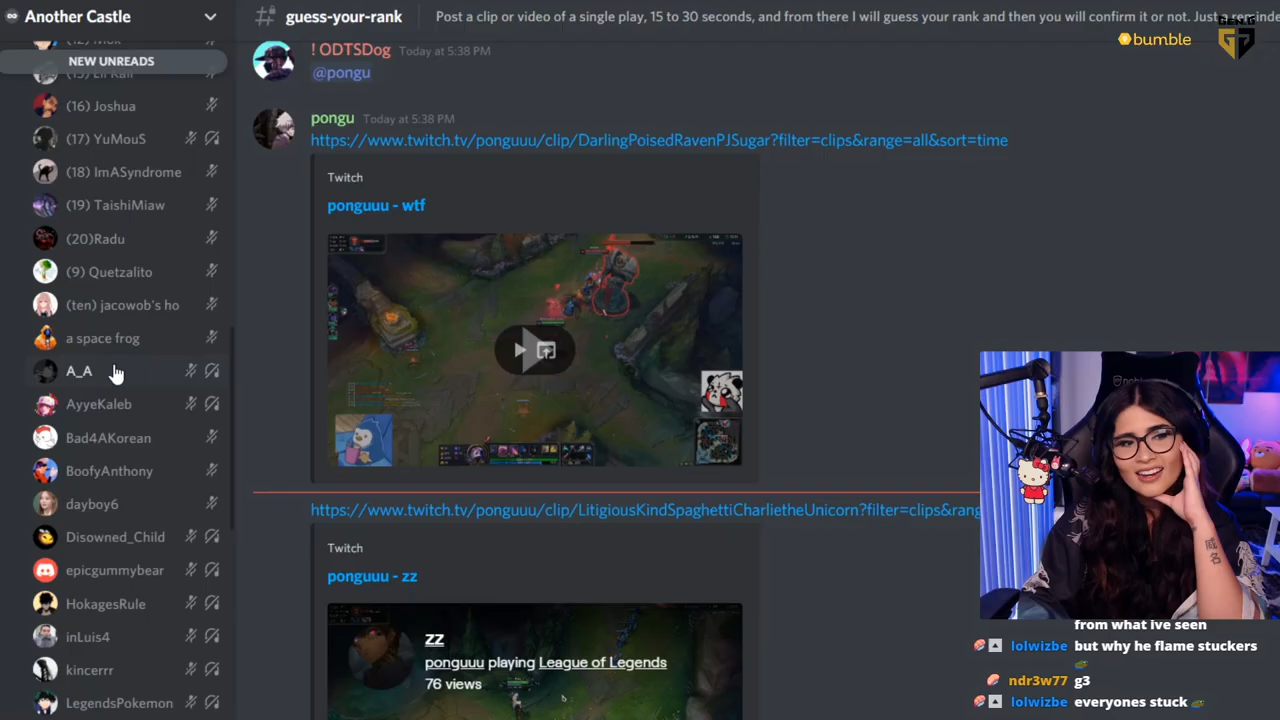 Another Castle
guess-your-rank
Post a clip or video of a single play, 15 to 30 seconds, and from there I will guess your rank and then you will confirm it or not. Just a
bumble
GEN.G
NEW UNREADS
(16) Joshua
(17) YuMouS
(18) ImASyndrome
(19) TaishiMiaw
(20)Radu
(9) Quetzalito
(ten) jacowob's ho
a space frog
A_A
AyyeKaleb
Bad4AKorean
BoofyAnthony
dayboy6
Disowned_Child
epicgummybear
HokagesRule
inLuis4
kincerrr
LegendsPokemon
! ODTSDog Today at 5:38 PM
@pongu
pongu Today at 5:38 PM
https://www.twitch.tv/ponguuu/clip/DarlingPoisedRavenPJSugar?filter=clips&range=all&sort=time
Twitch
ponguuu - wtf
https://www.twitch.tv/ponguuu/clip/LitigiousKindSpaghettiCharlietheUnicorn?filter=clips&rang
Twitch
ponguuu - zz
zz
ponguuu playing League of Legends
76 views
威
名
from what ive seen
lolwizbe but why he flame stuckers
ndr3w77 g3
lolwizbe everyones stuck